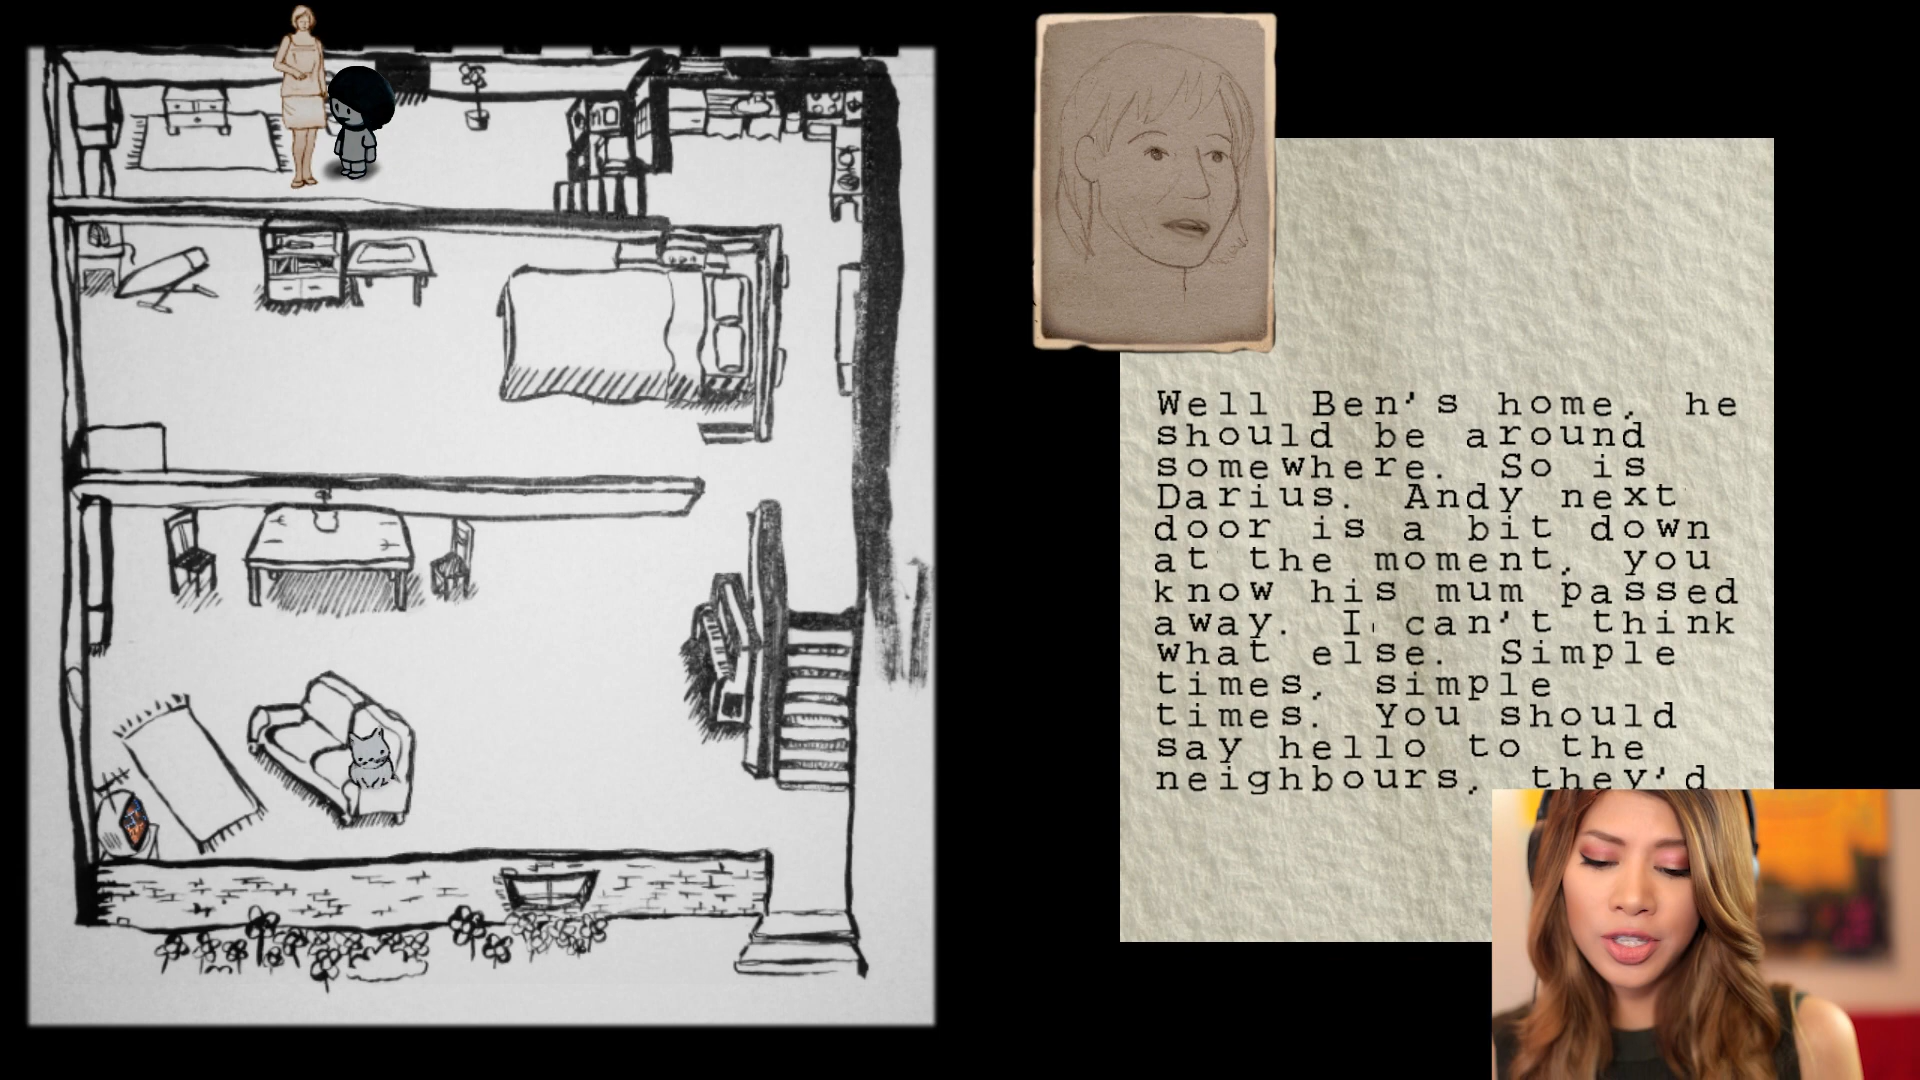 Well Ben's home, he
should be around
somewhere. So is
Darius. Andy next
door is a bit down
at the moment, you
know his mum passed
away. I can't think
what else. Simple
times, simple
times. You should
say hello to the
neighbours, they'd